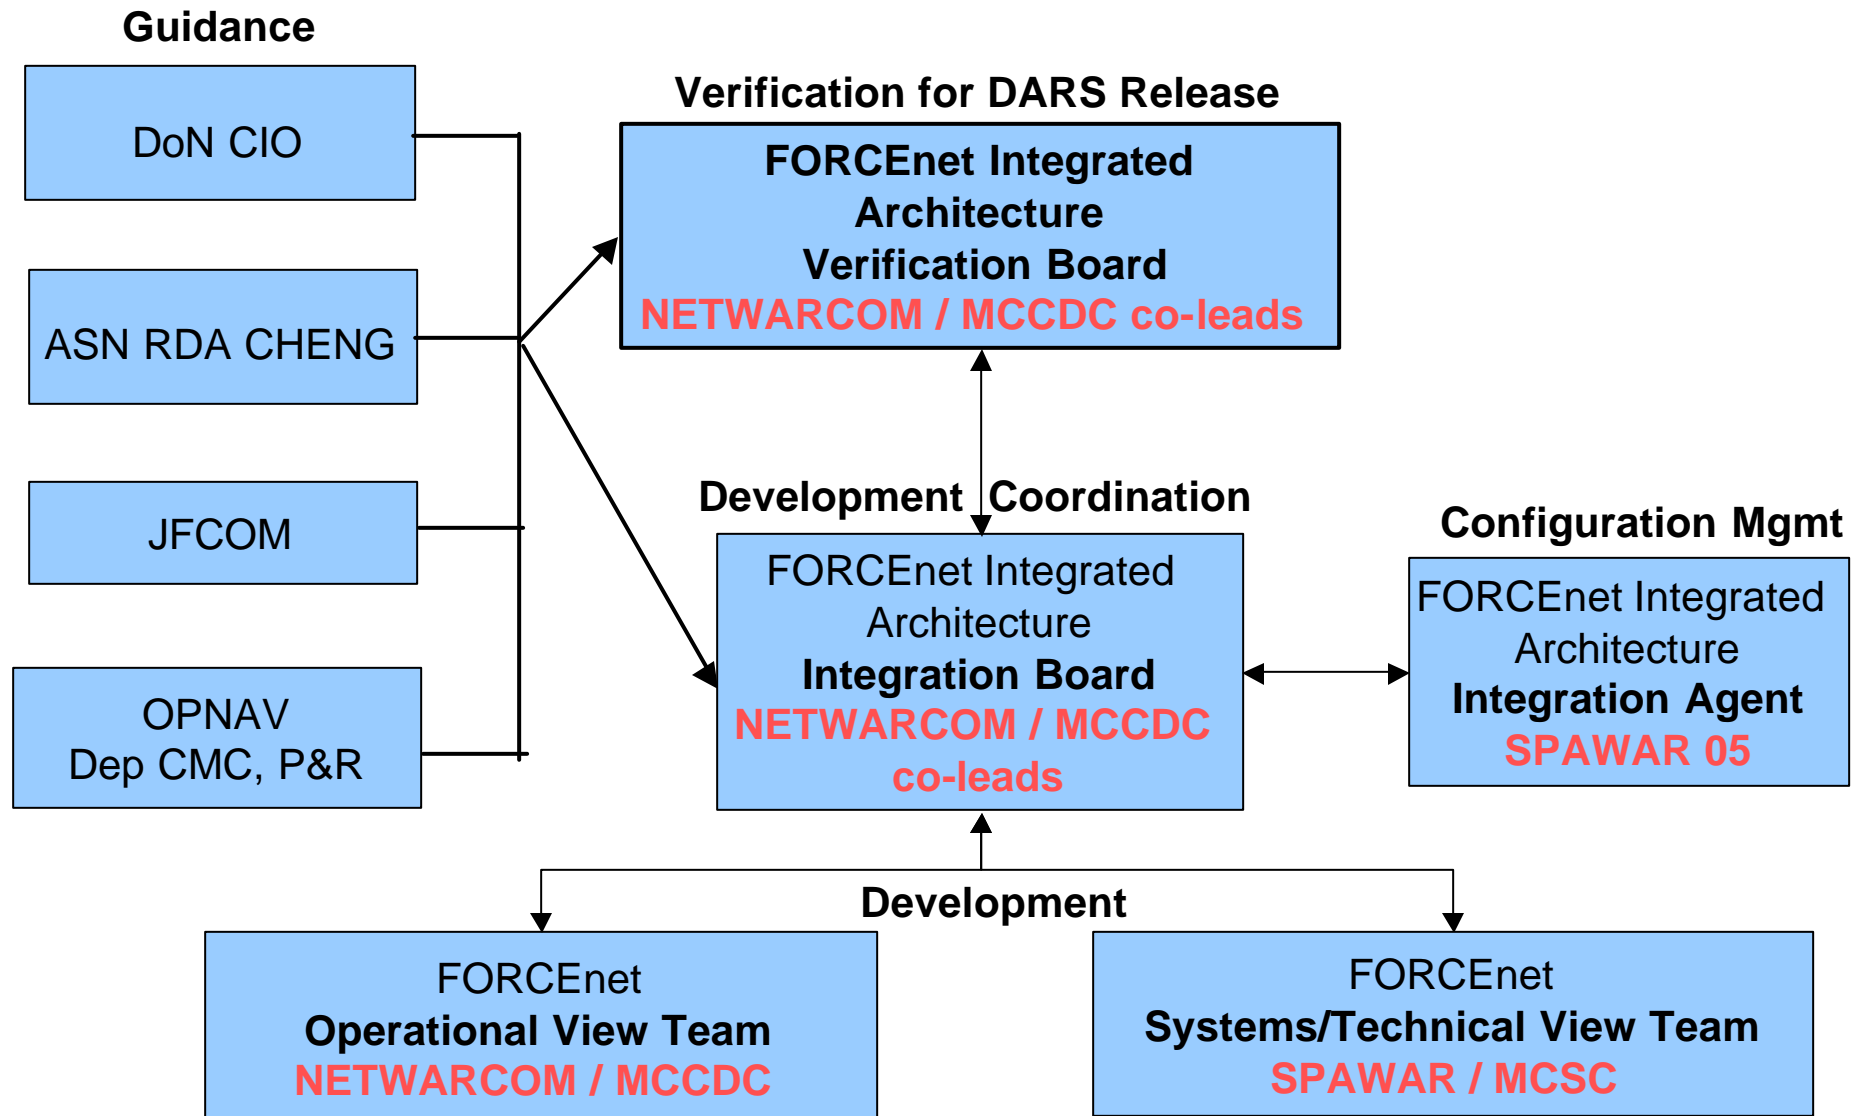 Guidance
DoN CIO
ASN RDA CHENG
JFCOM
OPNAV
Dep CMC, P&R
Verification for DARS Release
FORCEnet Integrated
Architecture
Verification Board
NETWARCOM / MCCDC co-leads
Development Coordination
FORCEnet Integrated
Architecture
Integration Board
NETWARCOM / MCCDC
co-leads
Configuration Mgmt
FORCEnet Integrated
Architecture
Integration Agent
SPAWAR 05
Development
FORCEnet
Operational View Team
NETWARCOM / MCCDC
FORCEnet
Systems/Technical View Team
SPAWAR / MCSC